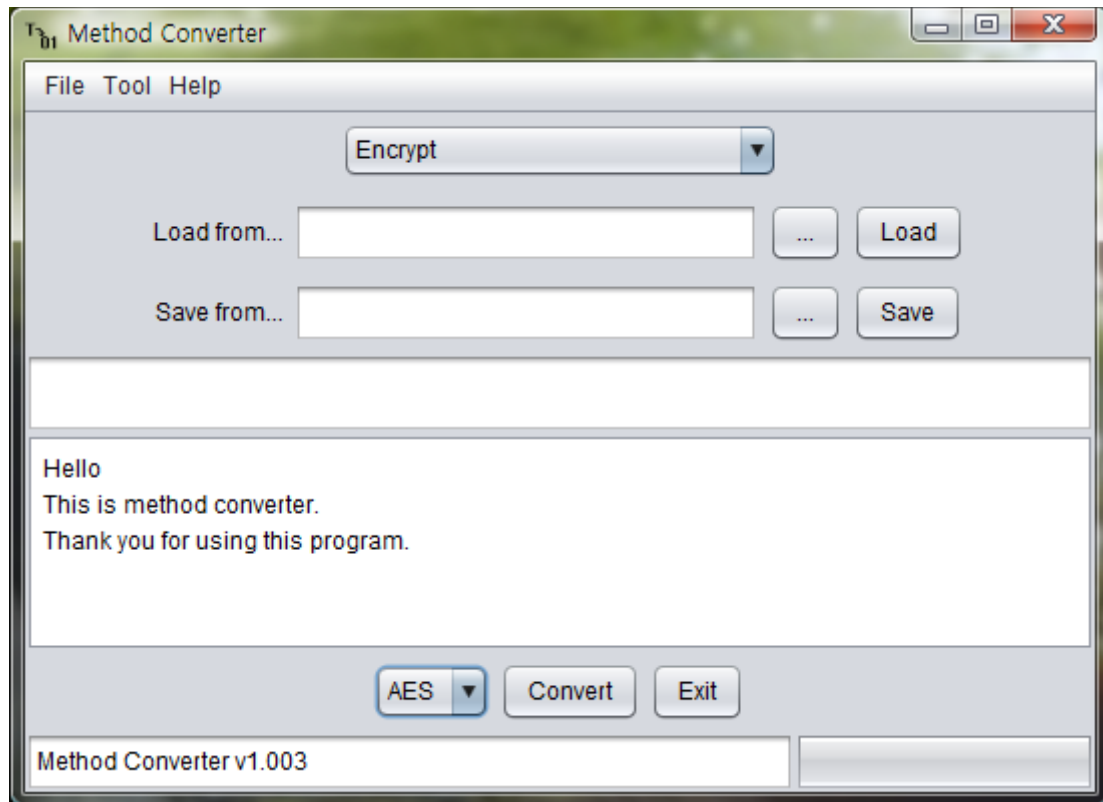 Method Converter
File Tool Help
Encrypt
Load from... ... Load
Save from... ... Save
Hello
This is method converter.
Thank you for using this program.
AES Convert Exit
Method Converter v1.003